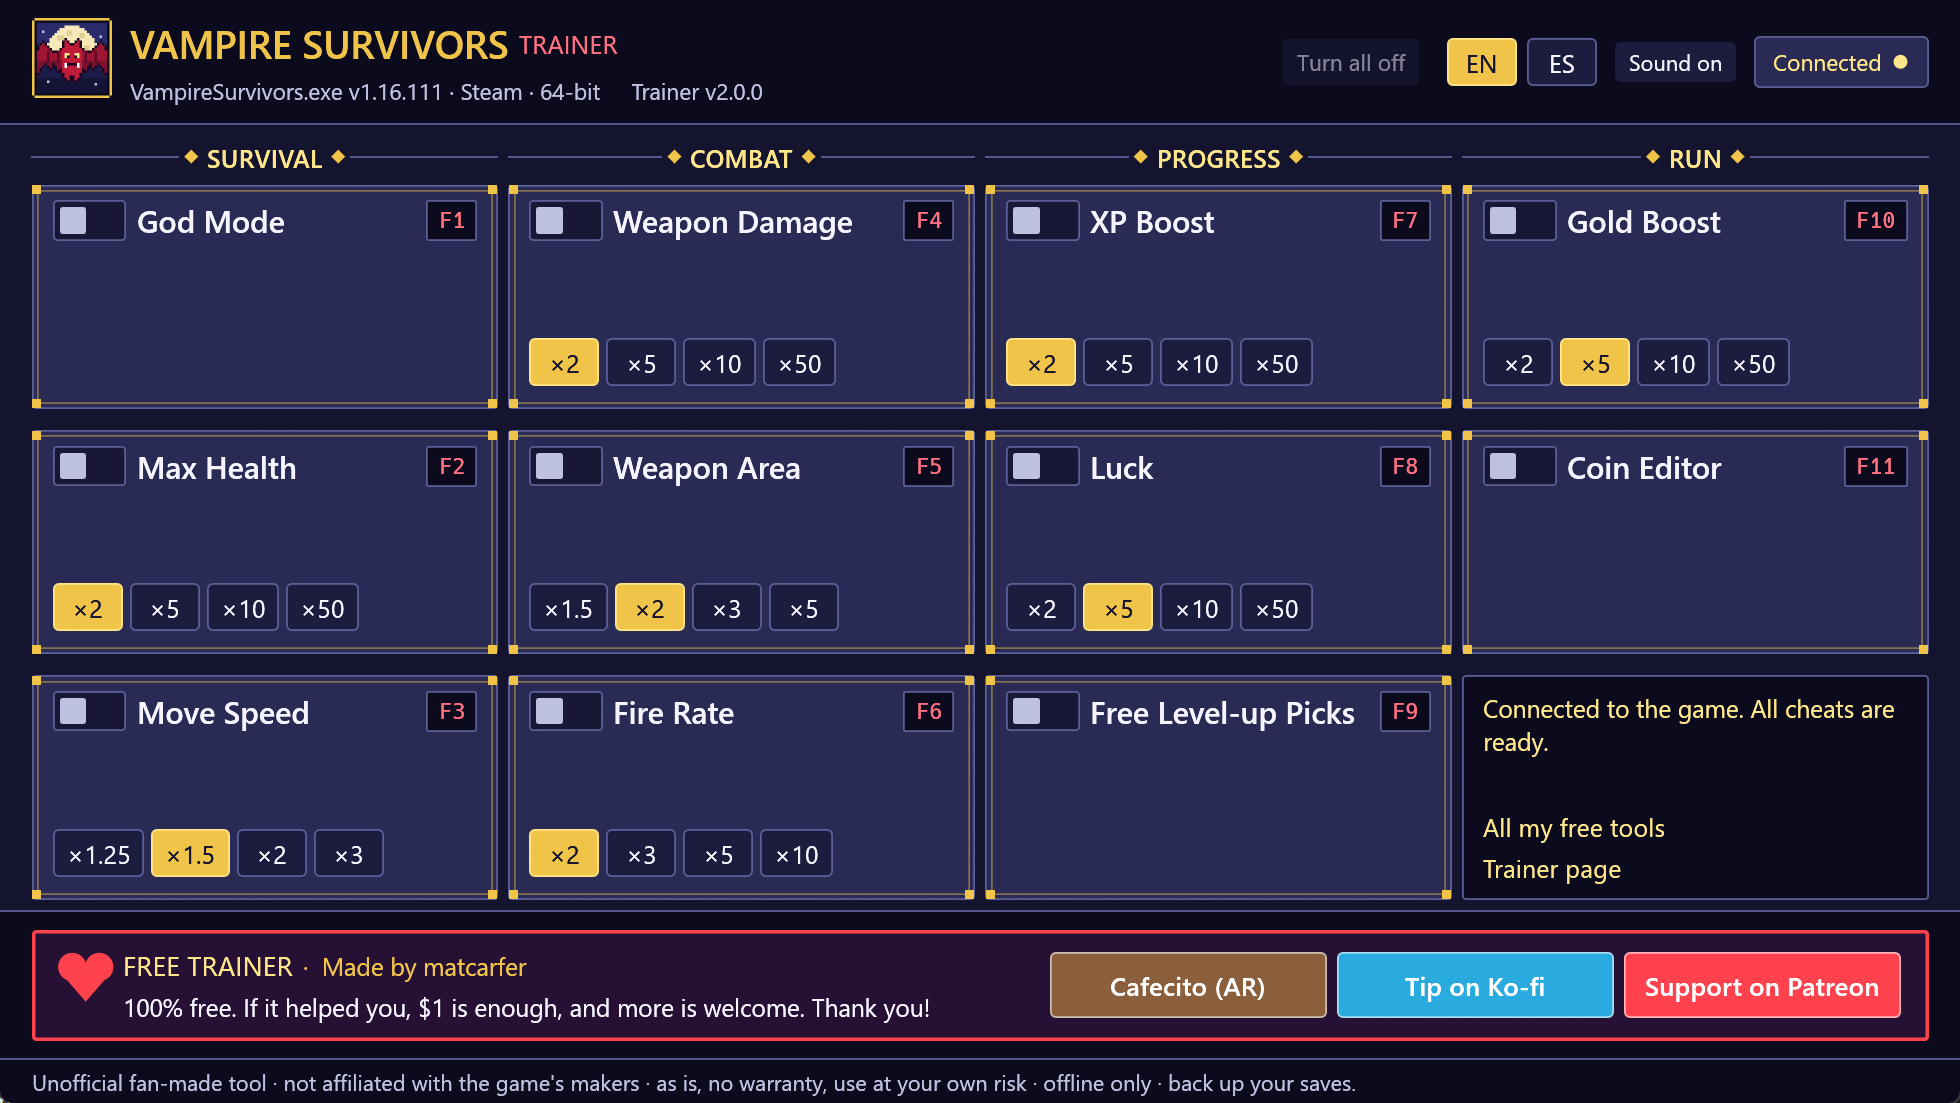 VAMPIRE SURVIVORS TRAINER
VampireSurvivors.exe v1.16.111 · Steam · 64-bit Trainer v2.0.0
Turn all off
EN
ES
Sound on
Connected
SURVIVAL
God Mode
F1
Max Health
F2
×2 ×5 ×10 ×50
Move Speed
F3
×1.25 ×1.5 ×2 ×3
COMBAT
Weapon Damage
F4
×2 ×5 ×10 ×50
Weapon Area
F5
×1.5 ×2 ×3 ×5
Fire Rate
F6
×2 ×3 ×5 ×10
PROGRESS
XP Boost
F7
×2 ×5 ×10 ×50
Luck
F8
×2 ×5 ×10 ×50
Free Level-up Picks
F9
RUN
Gold Boost
F10
×2 ×5 ×10 ×50
Coin Editor
F11
Connected to the game. All cheats are
ready.
All my free tools
Trainer page
FREE TRAINER · Made by matcarfer
100% free. If it helped you, $1 is enough, and more is welcome. Thank you!
Cafecito (AR)
Tip on Ko-fi
Support on Patreon
Unofficial fan-made tool · not affiliated with the game's makers · as is, no warranty, use at your own risk · offline only · back up your saves.